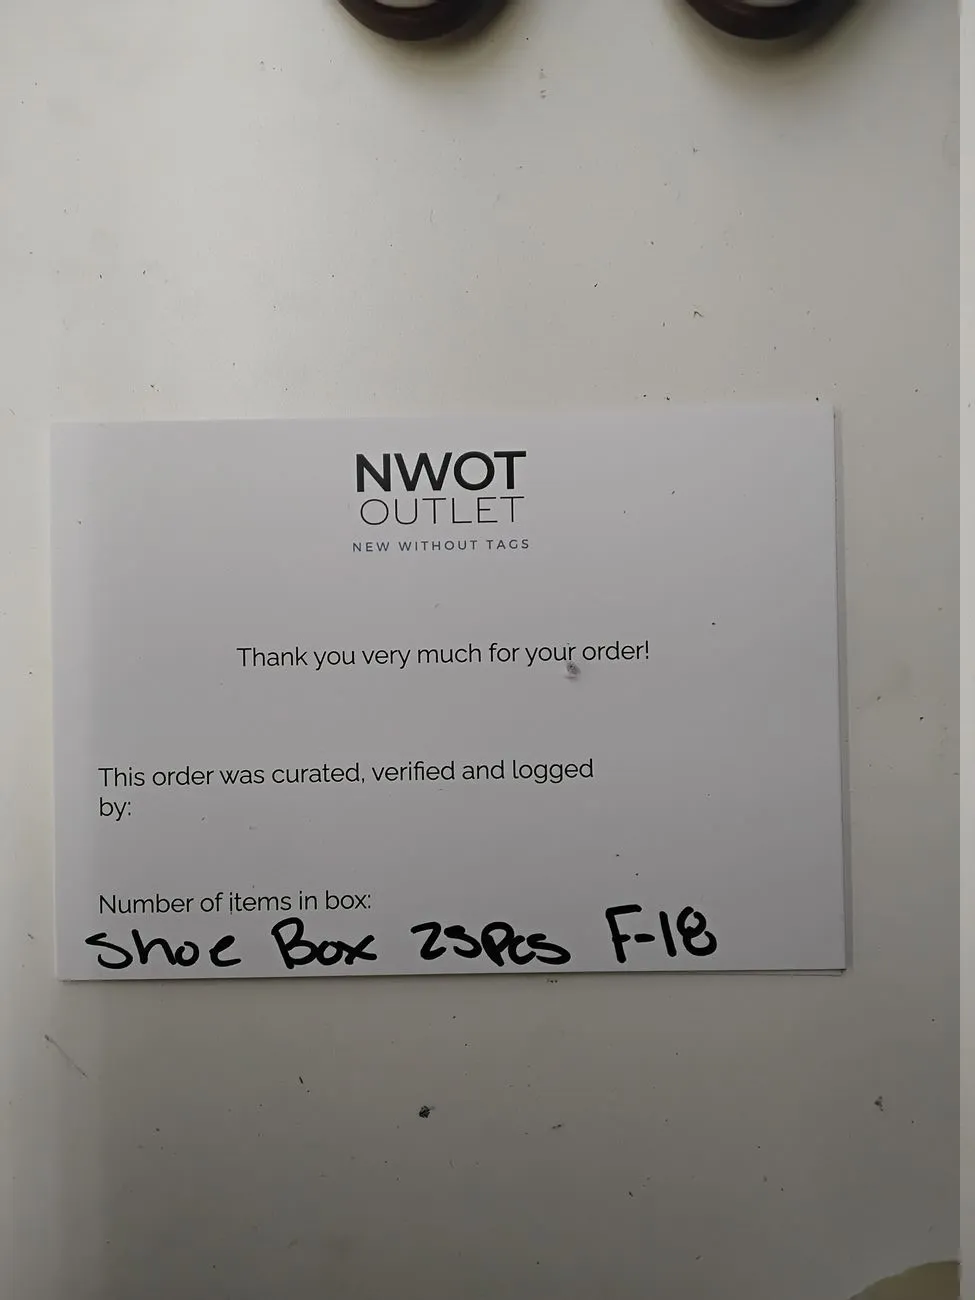 NWOT
OUTLET
NEW WITHOUT TAGS
Thank you very much for your order!
This order was curated, verified and logged
by:
Number of items in box:
Shoe Box 25Pcs F-18